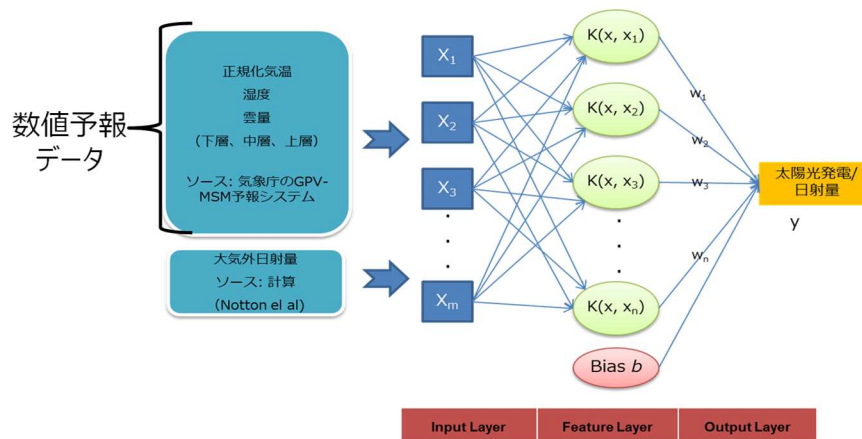 数値予報
データ
正規化気温
湿度
雲量
（下層、中層、上層）
ソース: 気象庁のGPV-
MSM予報システム
大気外日射量
ソース: 計算
（Notton el al)
X1
X2
X3
Xm
K(x, x1)
K(x, x2)
K(x, x3)
K(x, xn)
Bias b
w1
w2
w3
wn
太陽光発電/
日射量
y
Input Layer
Feature Layer
Output Layer